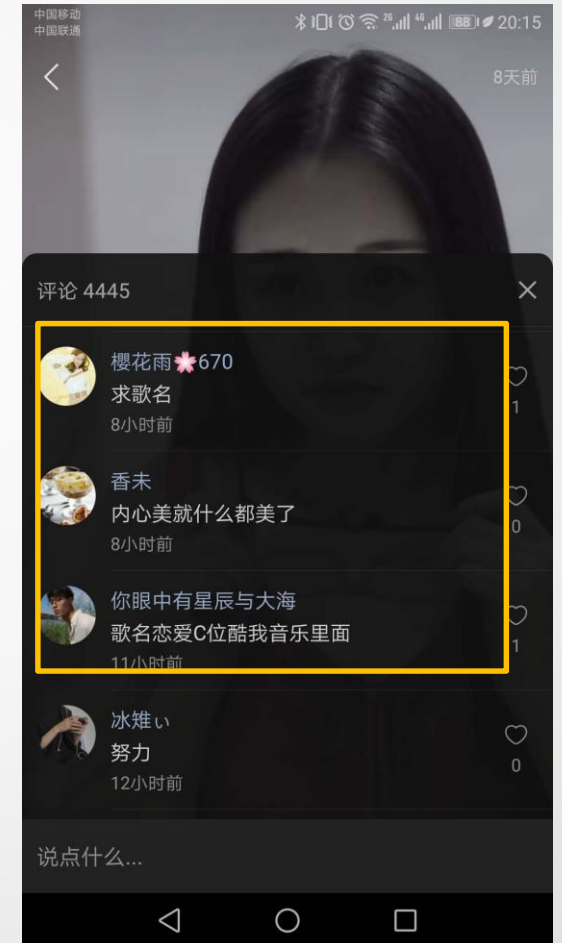 中国移动
中国联通
2G 4G 88 20:15
8天前
评论 4445
櫻花雨🌸670
求歌名
8小时前
1
香未
内心美就什么都美了
8小时前
0
你眼中有星辰与大海
歌名恋爱C位酷我音乐里面
11小时前
1
冰雉ぃ
努力
12小时前
0
说点什么...